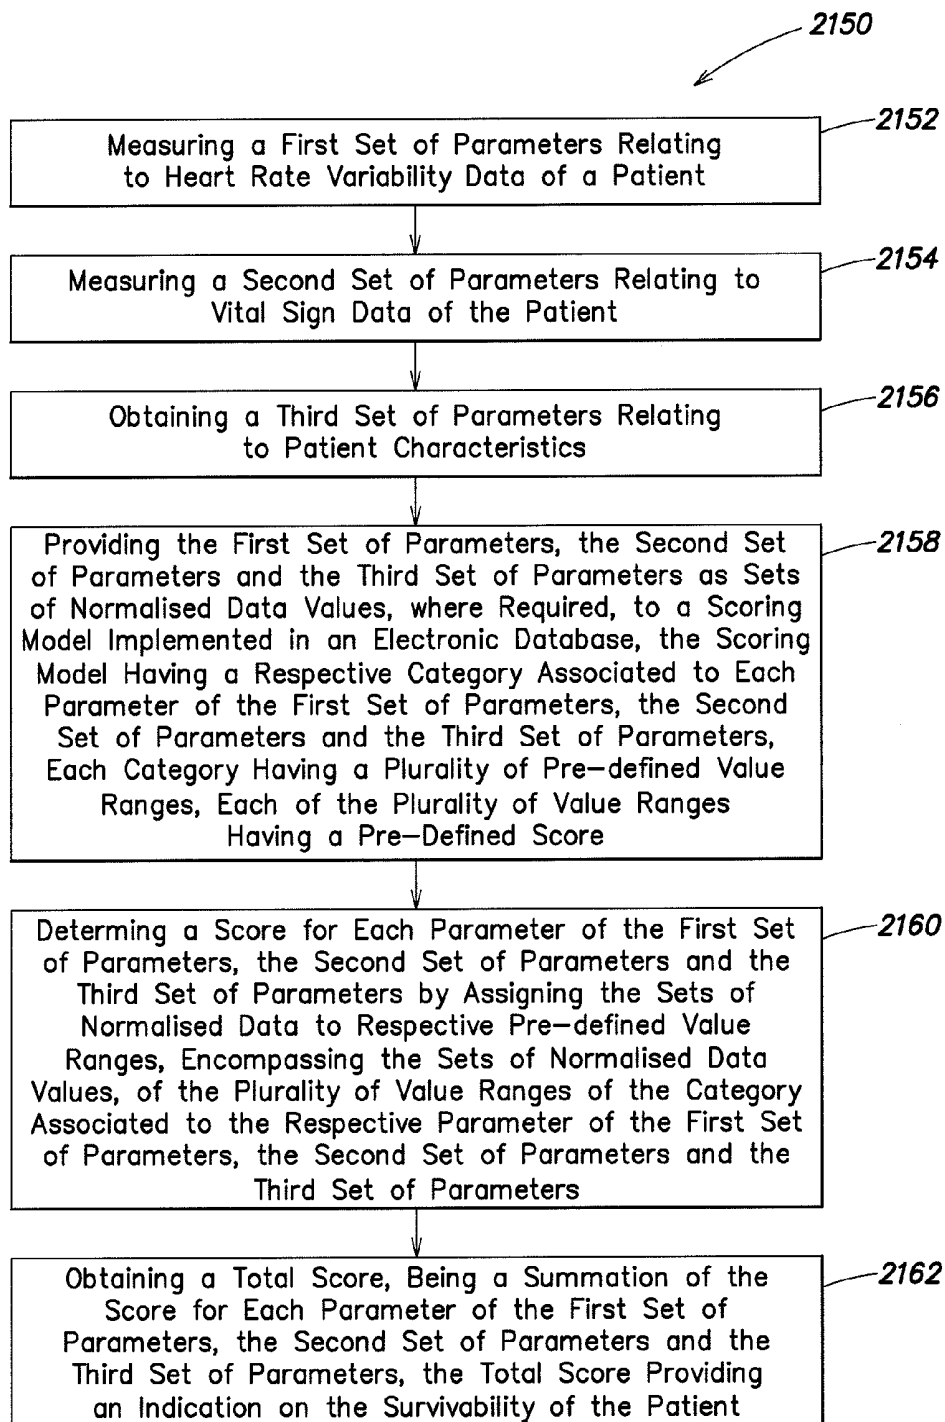 2150
2152
Measuring a First Set of Parameters Relating
to Heart Rate Variability Data of a Patient
2154
Measuring a Second Set of Parameters Relating to
Vital Sign Data of the Patient
2156
Obtaining a Third Set of Parameters Relating
to Patient Characteristics
2158
Providing the First Set of Parameters, the Second Set
of Parameters and the Third Set of Parameters as Sets
of Normalised Data Values, where Required, to a Scoring
Model Implemented in an Electronic Database, the Scoring
Model Having a Respective Category Associated to Each
Parameter of the First Set of Parameters, the Second
Set of Parameters and the Third Set of Parameters,
Each Category Having a Plurality of Pre-defined Value
Ranges, Each of the Plurality of Value Ranges
Having a Pre-Defined Score
2160
Determing a Score for Each Parameter of the First Set
of Parameters, the Second Set of Parameters and the
Third Set of Parameters by Assigning the Sets of
Normalised Data to Respective Pre-defined Value
Ranges, Encompassing the Sets of Normalised Data
Values, of the Plurality of Value Ranges of the Category
Associated to the Respective Parameter of the First Set
of Parameters, the Second Set of Parameters and the
Third Set of Parameters
2162
Obtaining a Total Score, Being a Summation of the
Score for Each Parameter of the First Set of
Parameters, the Second Set of Parameters and the
Third Set of Parameters, the Total Score Providing
an Indication on the Survivability of the Patient